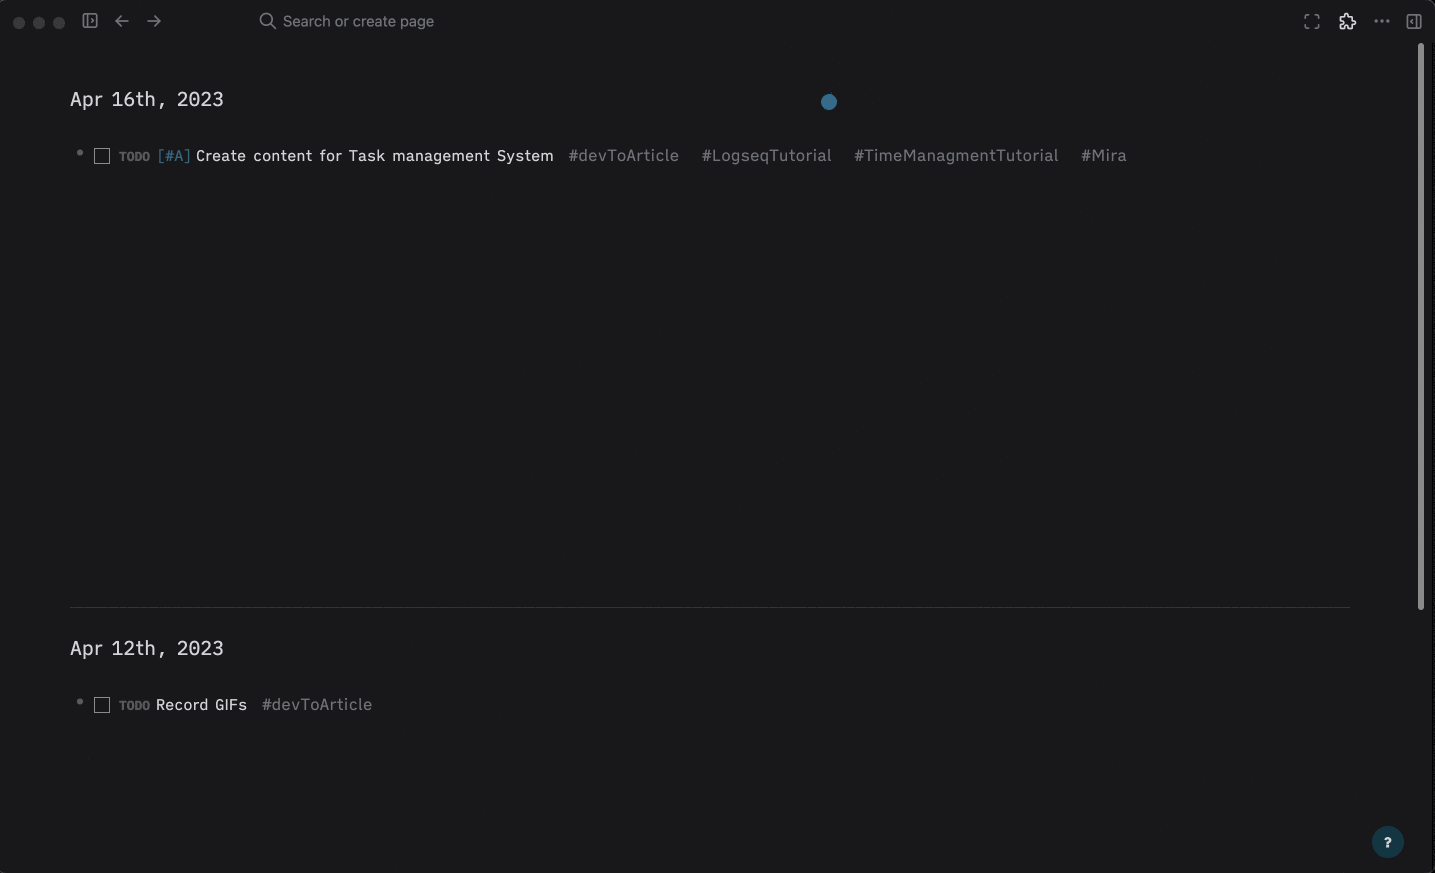 Search or create page
Apr 16th, 2023
TODO [#A] Create content for Task management System #devToArticle #LogseqTutorial #TimeManagmentTutorial #Mira
Apr 12th, 2023
TODO Record GIFs #devToArticle
?